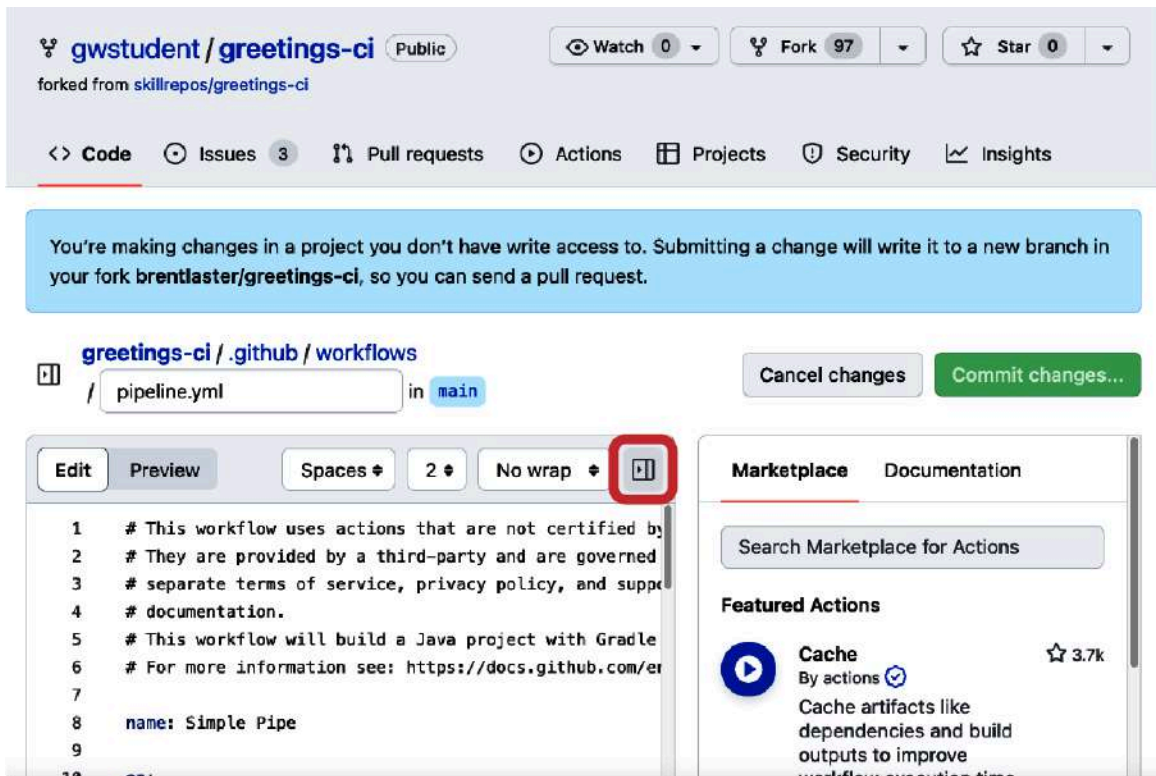 gwstudent / greetings-ci Public
Watch 0
Fork 97
Star 0
forked from skillrepos/greetings-ci
<> Code
Issues 3
Pull requests
Actions
Projects
Security
Insights
You're making changes in a project you don't have write access to. Submitting a change will write it to a new branch in
your fork brentlaster/greetings-ci, so you can send a pull request.
greetings-ci / .github / workflows
/ pipeline.yml in main
Cancel changes
Commit changes...
Edit
Preview
Spaces
2
No wrap
1 # This workflow uses actions that are not certified by
2 # They are provided by a third-party and are governed
3 # separate terms of service, privacy policy, and
4 # documentation.
5 # This workflow will build a Java project with Gradle
6 # For more information see: https://docs.github.com/
7
8 name: Simple Pipe
9
Marketplace
Documentation
Search Marketplace for Actions
Featured Actions
Cache
3.7k
By actions
Cache artifacts like
dependencies and build
outputs to improve
workflow execution time